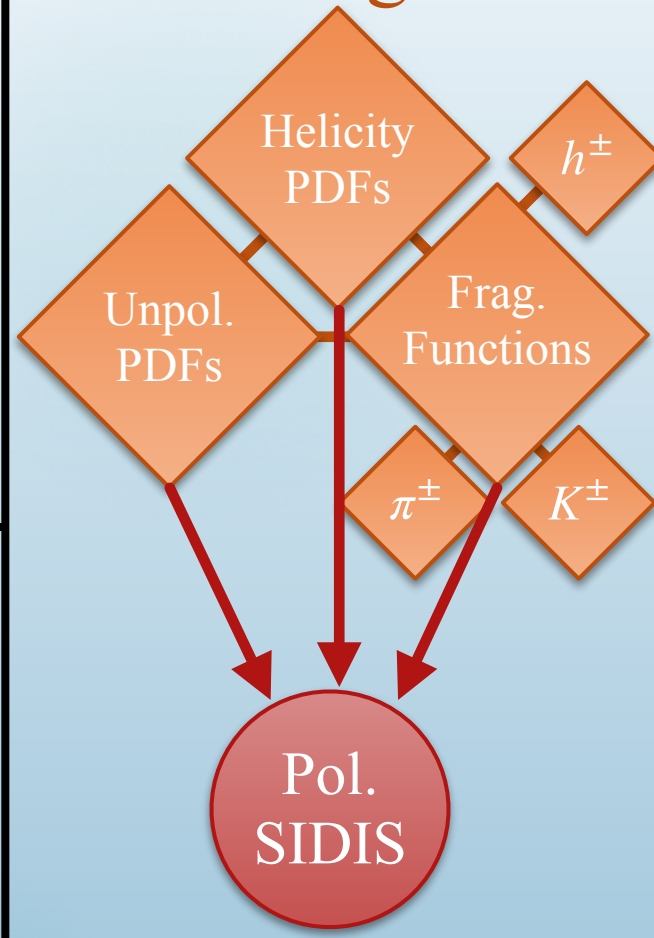 Helicity
PDFs
h±
Unpol.
PDFs
Frag.
Functions
π±
K±
Pol.
SIDIS